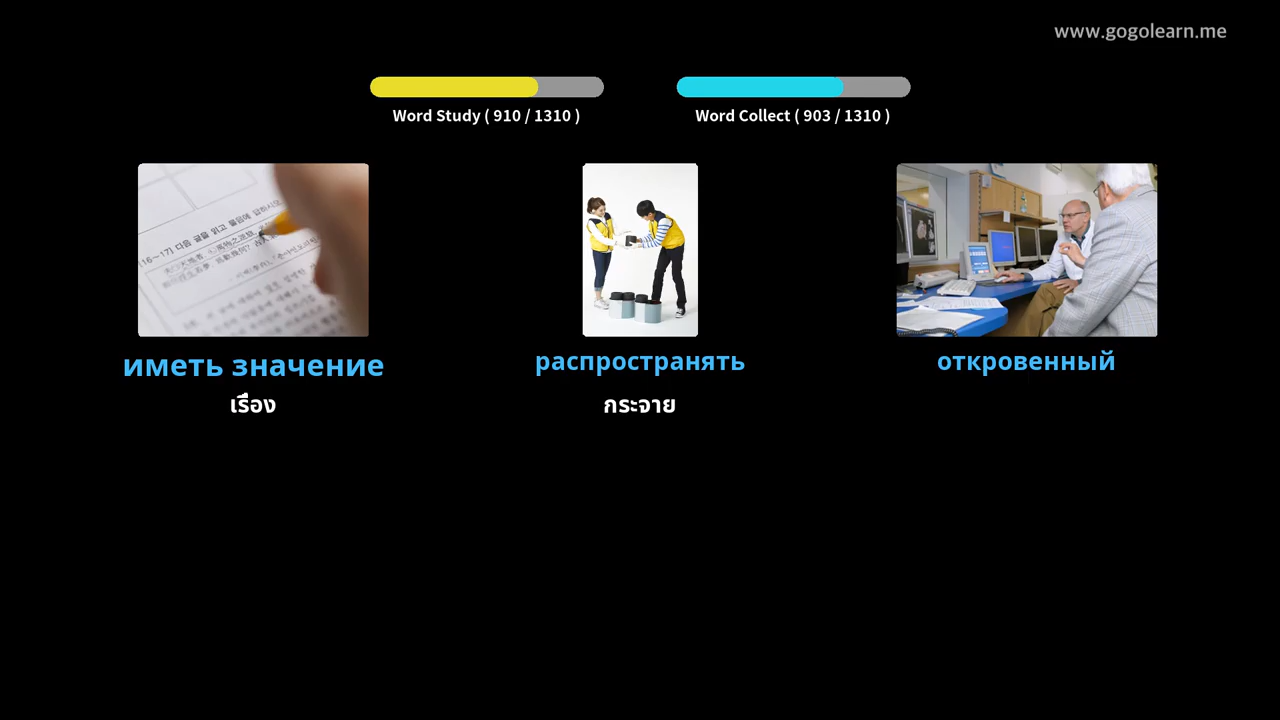 www.gogolearn.me
Word Study ( 910 / 1310 )
Word Collect ( 903 / 1310 )
иметь значение
распространять
откровенный
เรื่อง
กระจาย